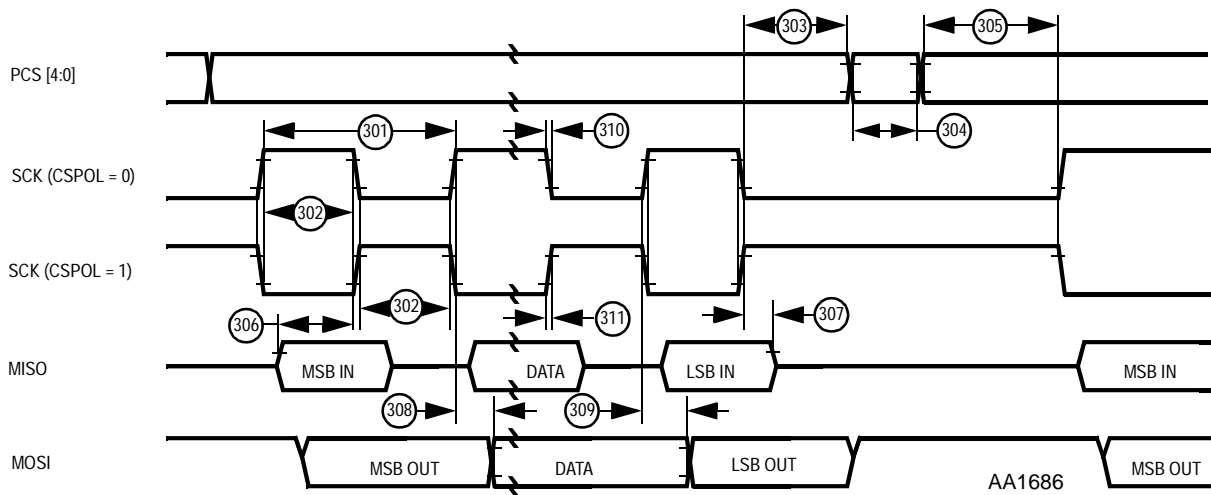 303
305
PCS [4:0]
301
310
304
SCK (CSPOL = 0)
302
SCK (CSPOL = 1)
302
311
307
306
MISO
MSB IN
DATA
LSB IN
MSB IN
308
309
MOSI
MSB OUT
DATA
LSB OUT
MSB OUT
AA1686